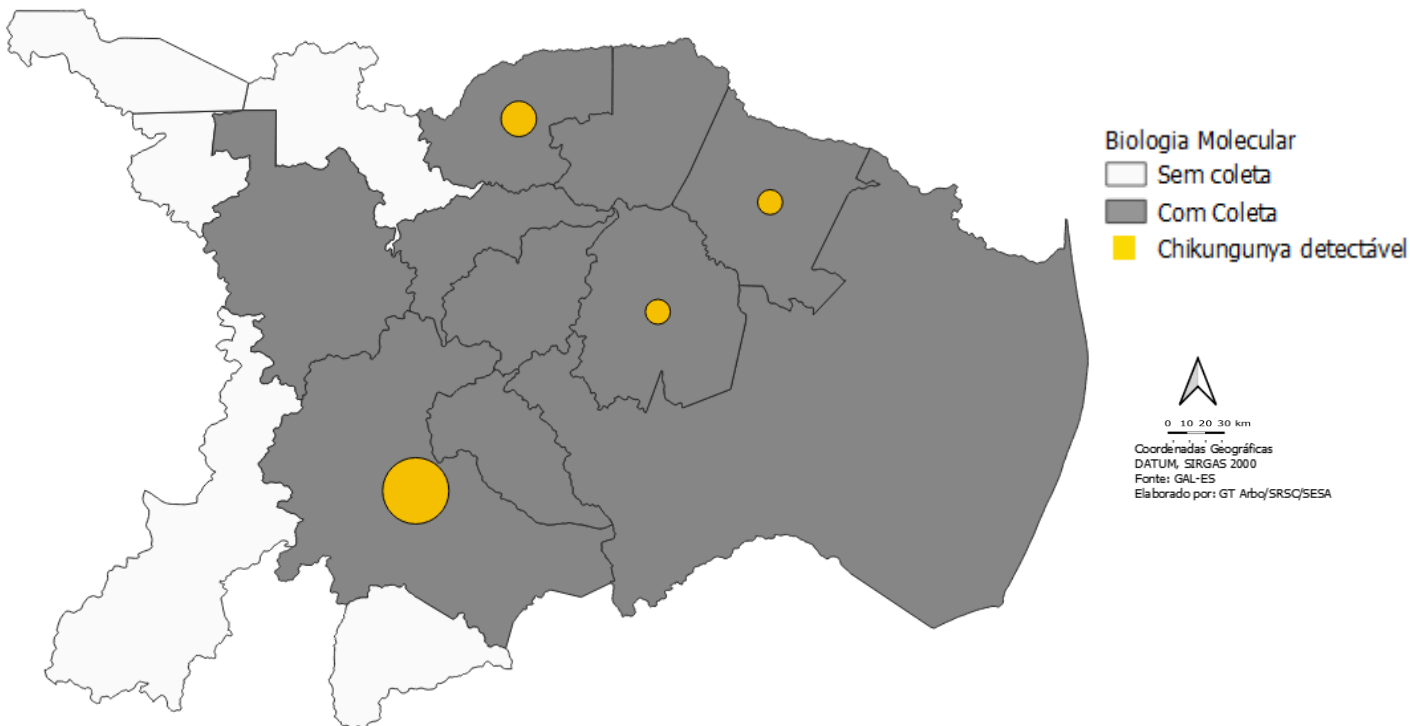 Biologia Molecular
Sem coleta
Com Coleta
Chikungunya detectável
0 10 20 30 km
Coordenadas Geográficas
DATUM, SIRGAS 2000
Fonte: GAL-ES
Elaborado por: GT Arbo/SRSC/SESA